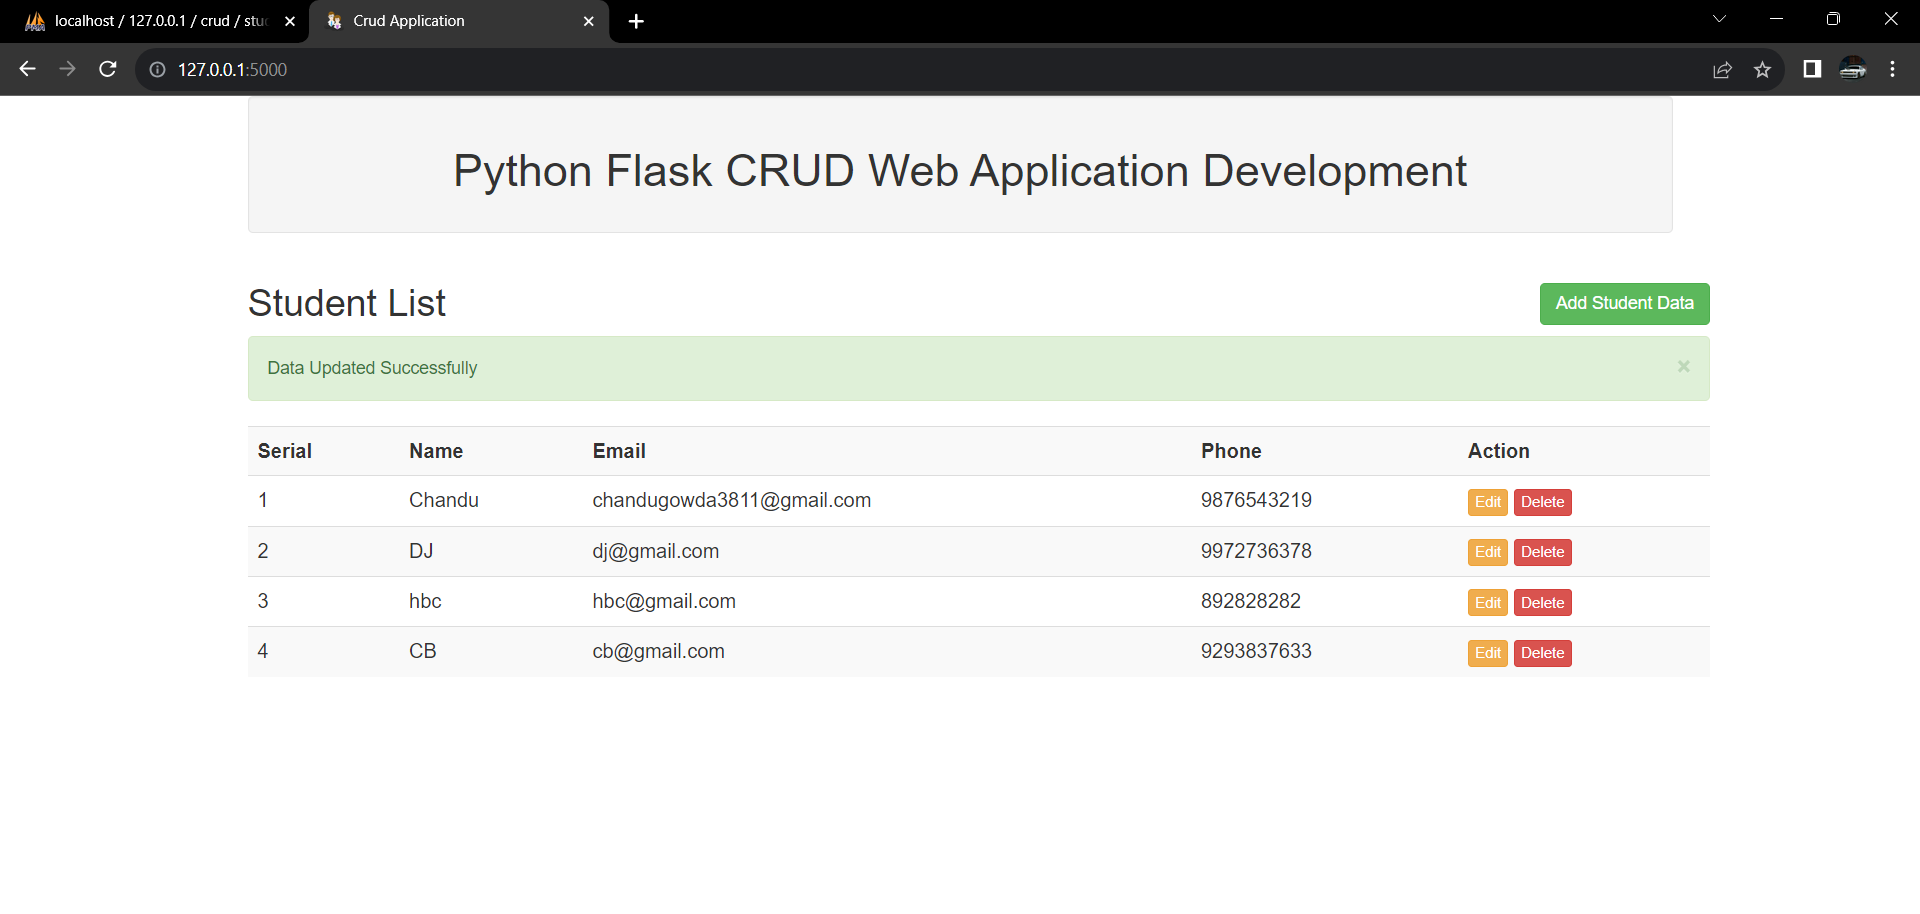 localhost / 127.0.0.1 / crud / stu
Crud Application
127.0.0.1:5000
Python Flask CRUD Web Application Development
Student List
Add Student Data
Data Updated Successfully
×
Serial Name Email Phone Action
1 Chandu chandugowda3811@gmail.com 9876543219 Edit Delete
2 DJ dj@gmail.com 9972736378 Edit Delete
3 hbc hbc@gmail.com 892828282 Edit Delete
4 CB cb@gmail.com 9293837633 Edit Delete